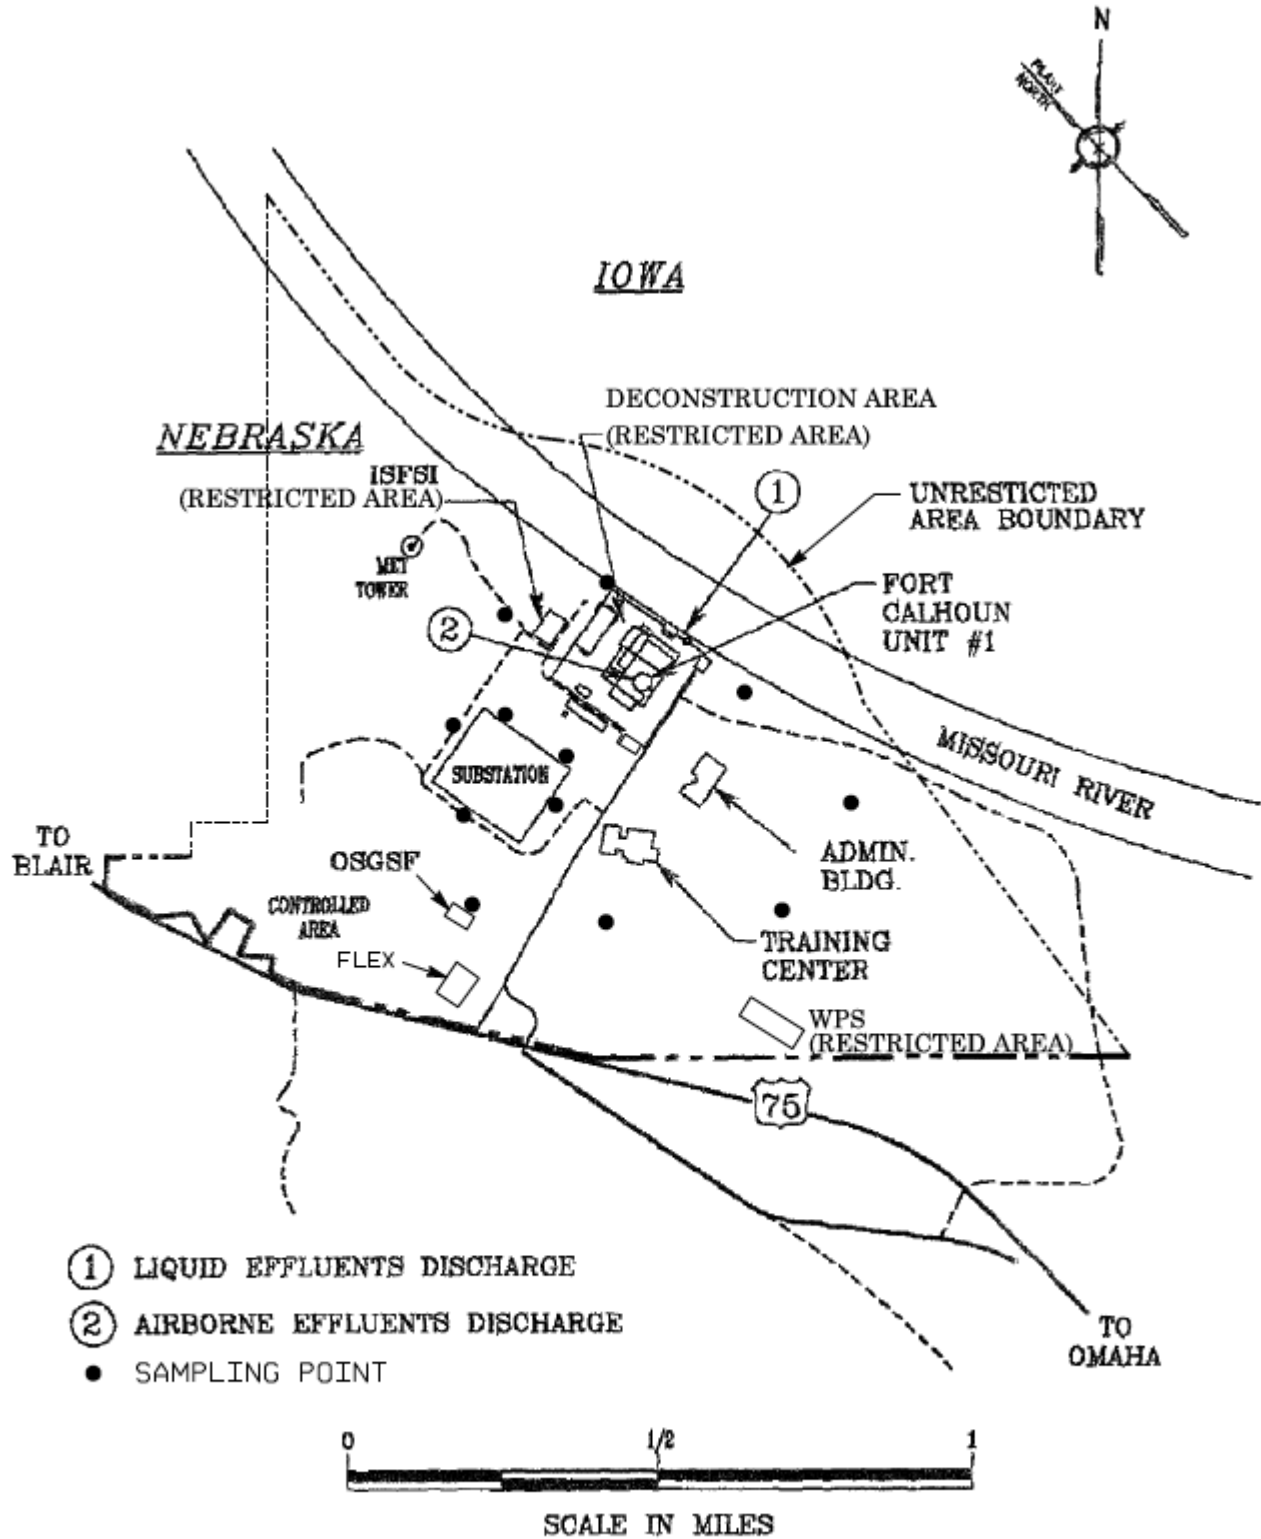 N
PLANT
NORTH
IOWA
DECONSTRUCTION AREA
(RESTRICTED AREA)
NEBRASKA
ISFSI
(RESTRICTED AREA)
1
UNRESTICTED
AREA BOUNDARY
MET
TOWER
2
FORT
CALHOUN
UNIT #1
MISSOURI RIVER
SUBSTATION
TO
BLAIR
OSGSF
ADMIN.
BLDG.
CONTROLLED
AREA
FLEX
TRAINING
CENTER
WPS
(RESTRICTED AREA)
75
1 LIQUID EFFLUENTS DISCHARGE
2 AIRBORNE EFFLUENTS DISCHARGE
SAMPLING POINT
TO
OMAHA
0 1/2 1
SCALE IN MILES